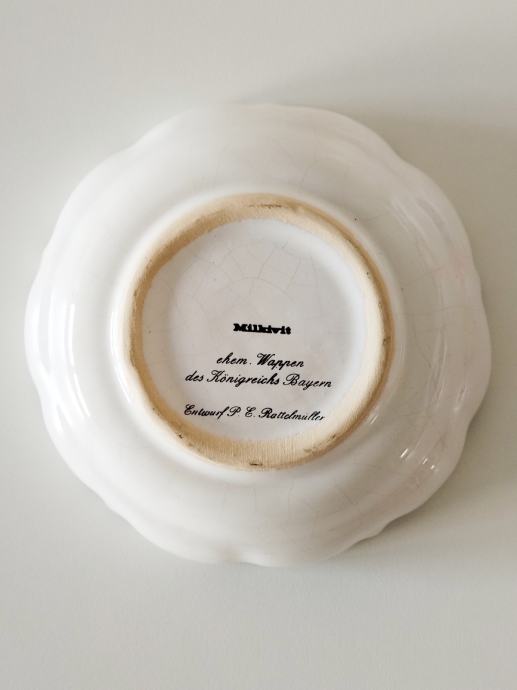 Milkivit
ehem. Wappen
des Königreichs Bayern
Entwurf P. E. Rattelmüller